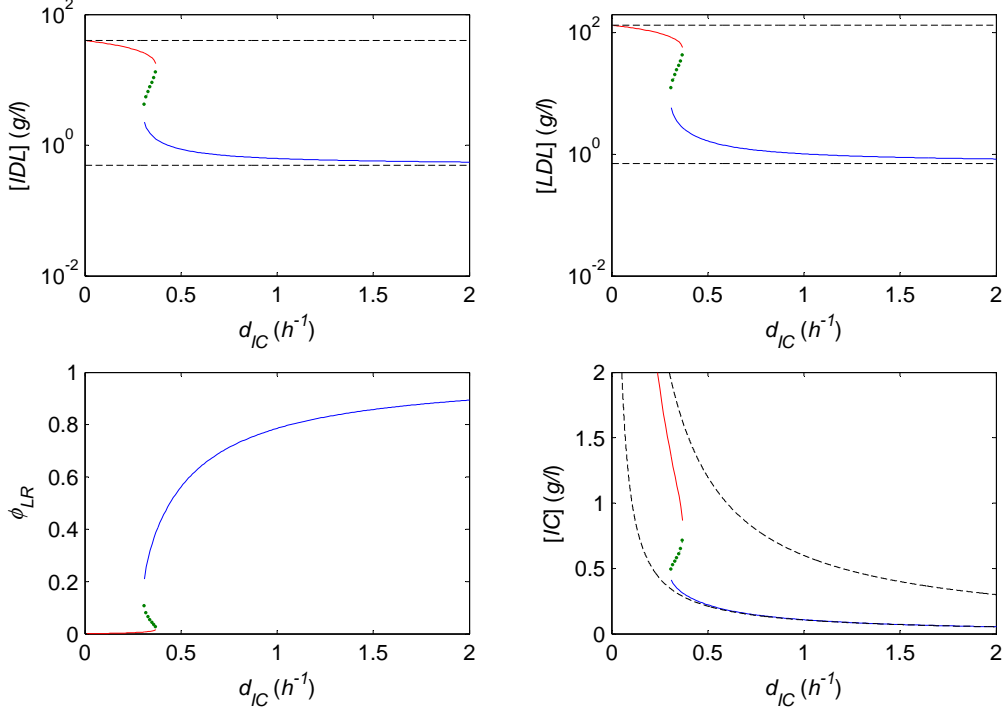 10^2
10^0
10^-2
[IDL] (g/l)
0 0.5 1 1.5 2
d_IC (h^-1)
10^2
10^0
10^-2
[LDL] (g/l)
0 0.5 1 1.5 2
d_IC (h^-1)
1
0.8
0.6
0.4
0.2
0
ϕ_LR
0 0.5 1 1.5 2
d_IC (h^-1)
2
1.5
1
0.5
0
[IC] (g/l)
0 0.5 1 1.5 2
d_IC (h^-1)